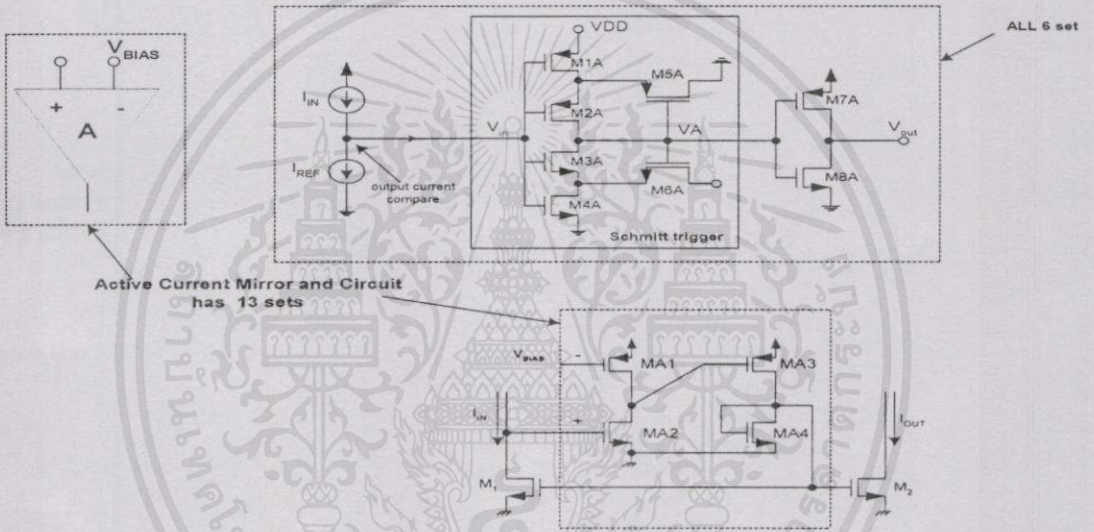 ALL 6 set
V_BIAS
+ -
A
I_IN
I_REF
output current
compare
V_in
VDD
M1A
M2A
M3A
M4A
M5A
VA
M6A
Schmitt trigger
M7A
M8A
V_out
Active Current Mirror and Circuit
has 13 sets
V_BIAS -
MA1
MA3
I_IN
+
MA2
MA4
I_OUT
M_1
M_2